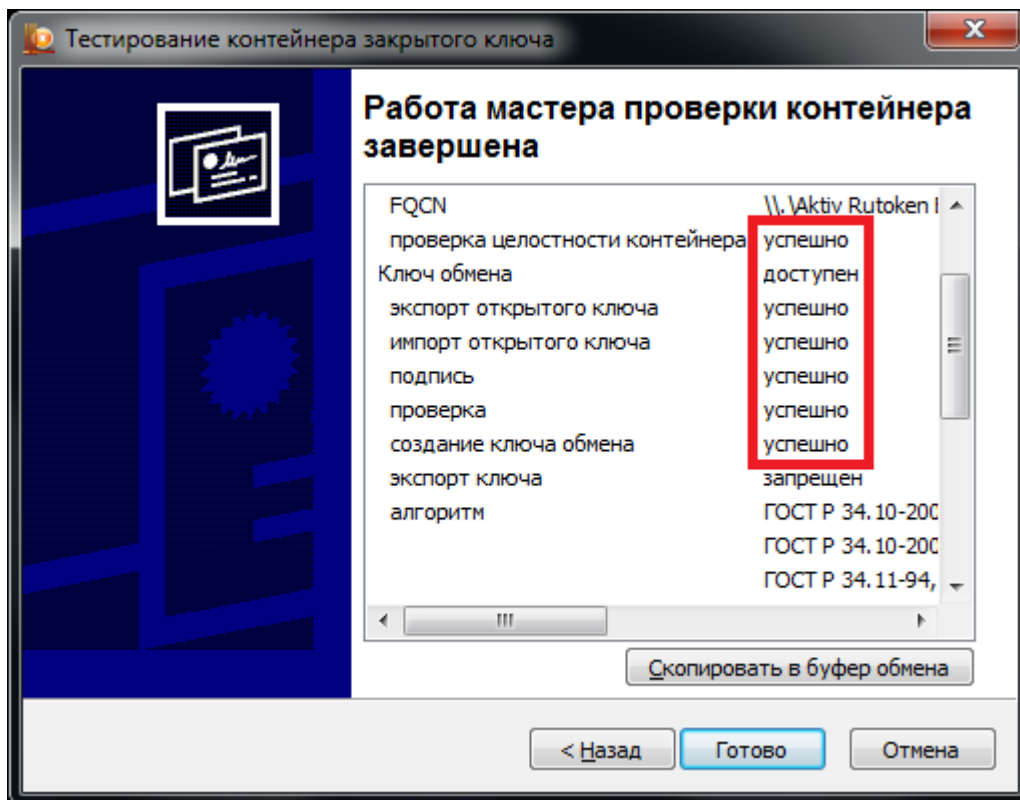 Тестирование контейнера закрытого ключа
Работа мастера проверки контейнера
завершена
FQCN \\.\Aktiv Rutoken
проверка целостности контейнера успешно
Ключ обмена доступен
экспорт открытого ключа успешно
импорт открытого ключа успешно
подпись успешно
проверка успешно
создание ключа обмена успешно
экспорт ключа запрещен
алгоритм ГОСТ Р 34.10-200
ГОСТ Р 34.10-200
ГОСТ Р 34.11-94,
Скопировать в буфер обмена
< Назад Готово Отмена